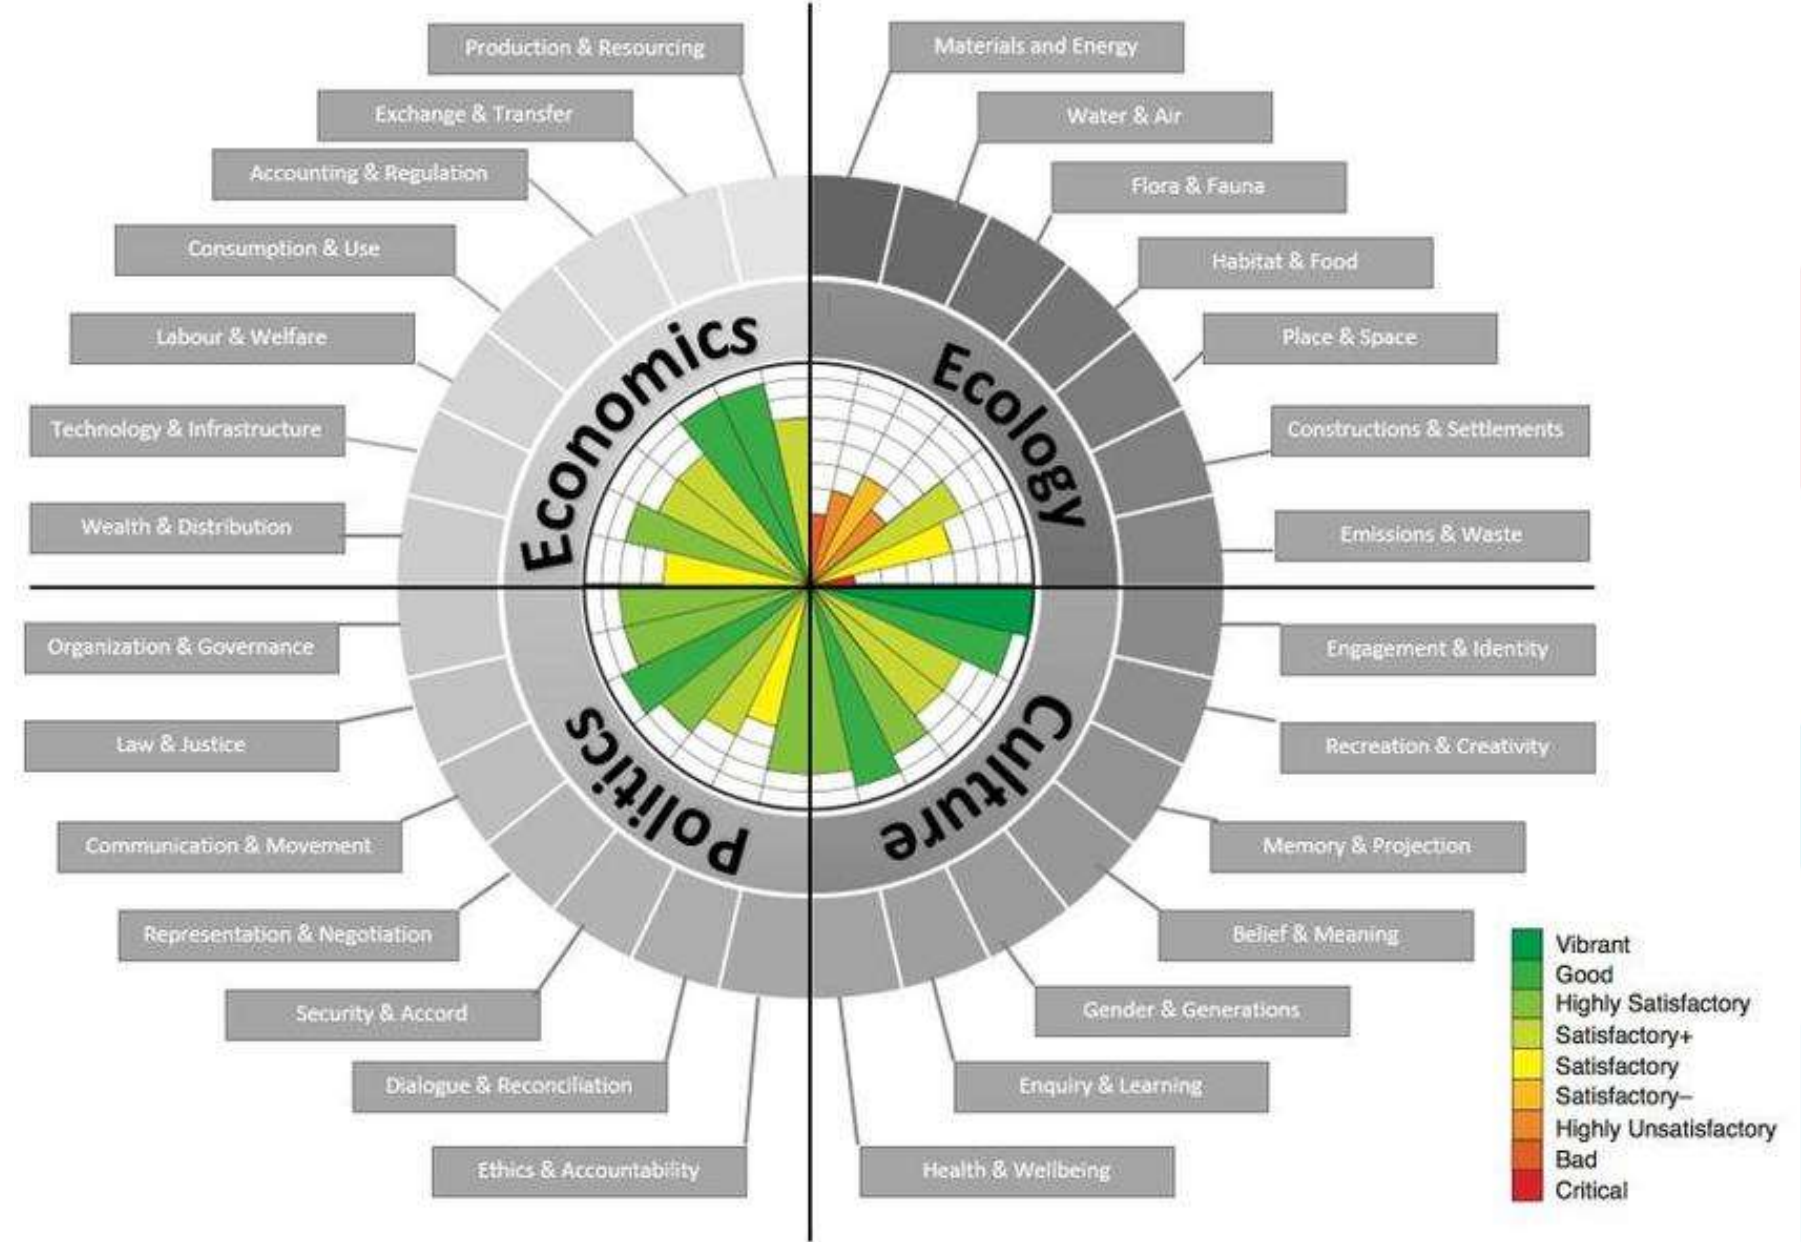 Production & Resourcing
Exchange & Transfer
Accounting & Regulation
Consumption & Use
Labour & Welfare
Technology & Infrastructure
Wealth & Distribution
Organization & Governance
Law & Justice
Communication & Movement
Representation & Negotiation
Security & Accord
Dialogue & Reconciliation
Ethics & Accountability
Materials and Energy
Water & Air
Flora & Fauna
Habitat & Food
Place & Space
Constructions & Settlements
Emissions & Waste
Engagement & Identity
Recreation & Creativity
Memory & Projection
Belief & Meaning
Gender & Generations
Enquiry & Learning
Health & Wellbeing
Economics
Ecology
Politics
Culture
Vibrant
Good
Highly Satisfactory
Satisfactory+
Satisfactory
Satisfactory–
Highly Unsatisfactory
Bad
Critical